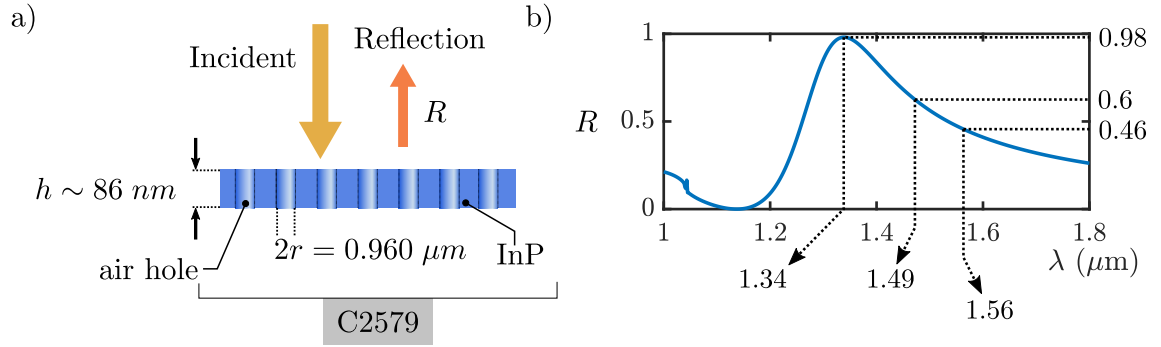 a)
Incident
Reflection
R
h ∼ 86 nm
2r = 0.960 μm
InP
air hole
C2579
b)
1
0.98
0.6
R
0.5
0.46
0
1
1.2
1.4
1.6
1.8
λ (μm)
1.34
1.49
1.56